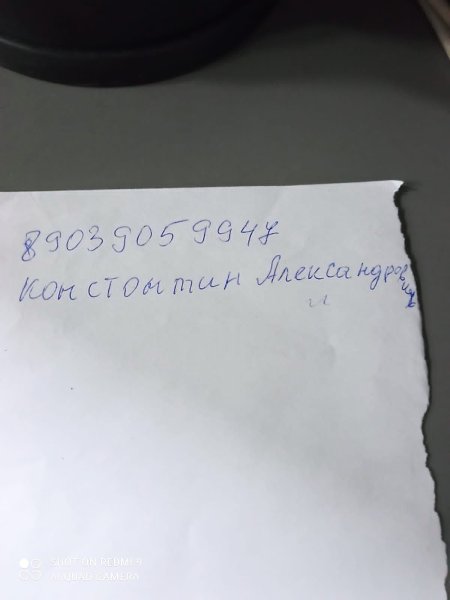 89039059947
Константин Александрович
и
SHOT ON REDMI 9
AI QUAD CAMERA